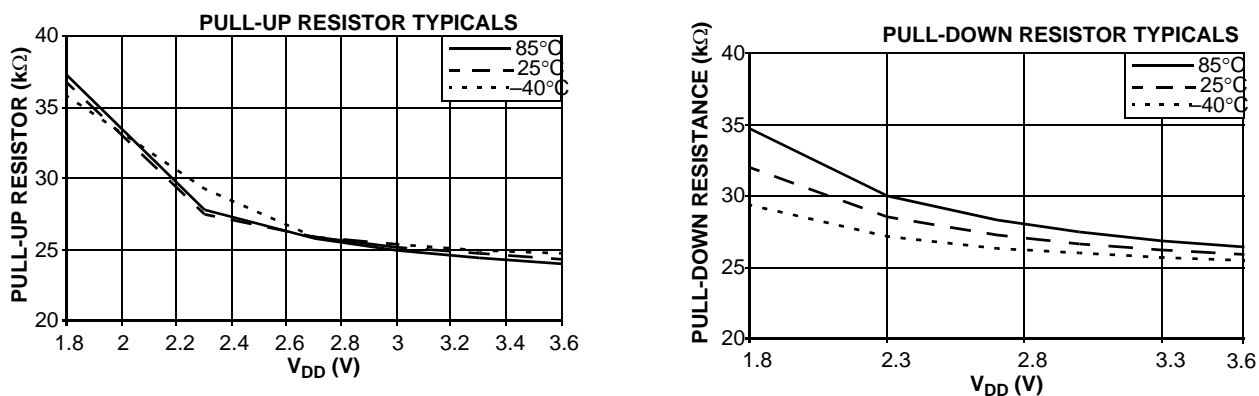 PULL-UP RESISTOR TYPICALS
PULL-UP RESISTOR (kΩ)
85°C
25°C
–40°C
40
35
30
25
20
1.8 2 2.2 2.4 2.6 2.8 3 3.2 3.4 3.6
VDD (V)
PULL-DOWN RESISTOR TYPICALS
PULL-DOWN RESISTANCE (kΩ)
85°C
25°C
–40°C
40
35
30
25
20
1.8 2.3 2.8 3.3 3.6
VDD (V)